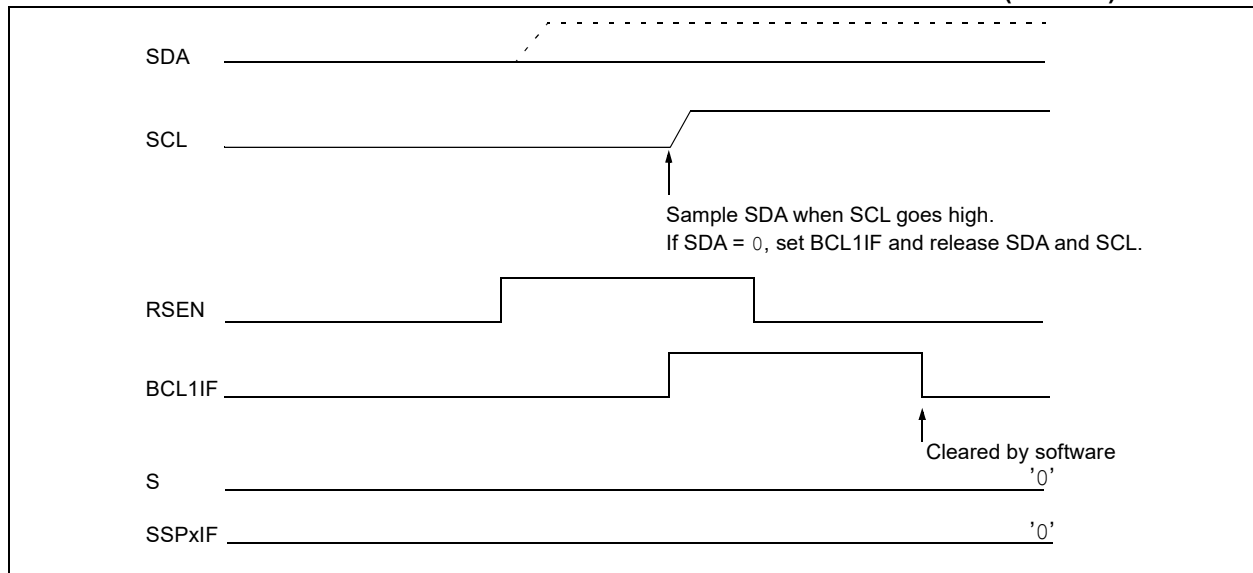 SDA
SCL
Sample SDA when SCL goes high.
If SDA = 0, set BCL1IF and release SDA and SCL.
RSEN
BCL1IF
Cleared by software
S
'0'
SSPxIF
'0'